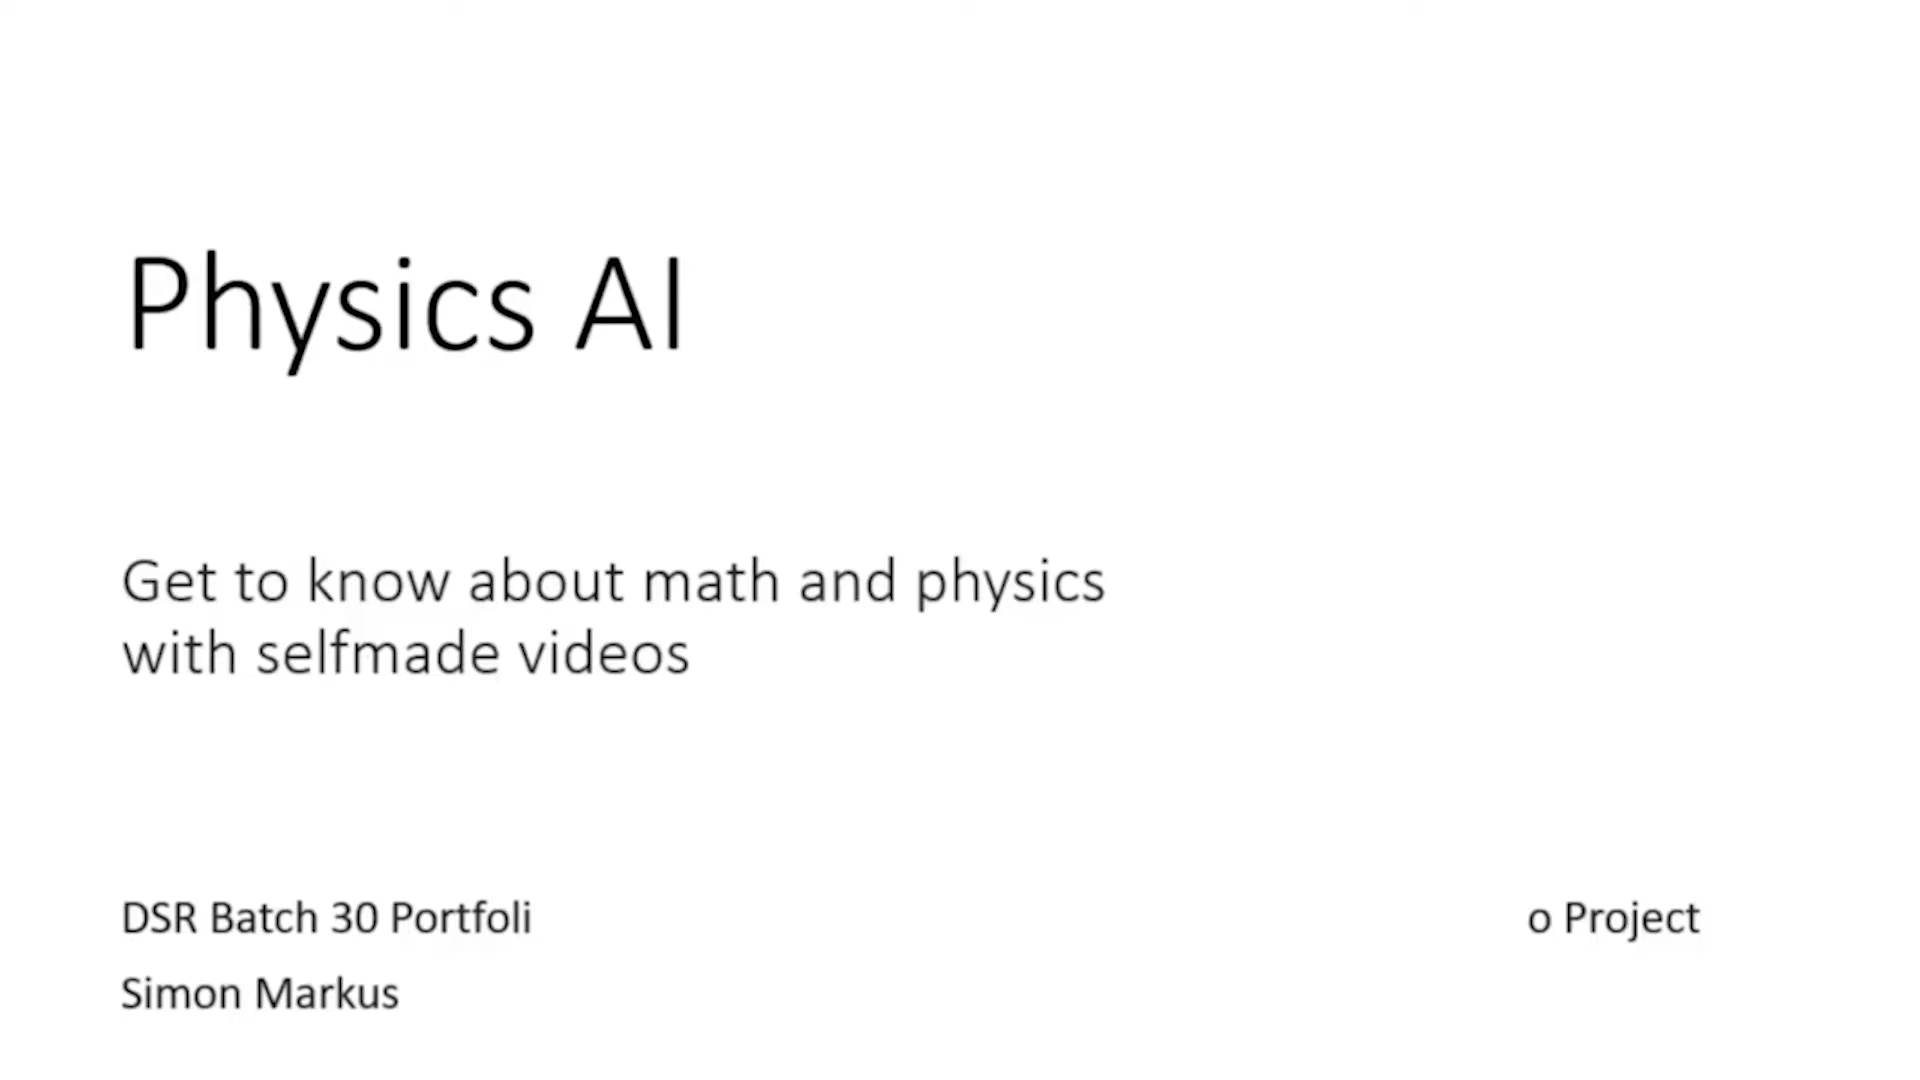 Physics AI
Get to know about math and physics
with selfmade videos
DSR Batch 30 Portfoli o Project
Simon Markus